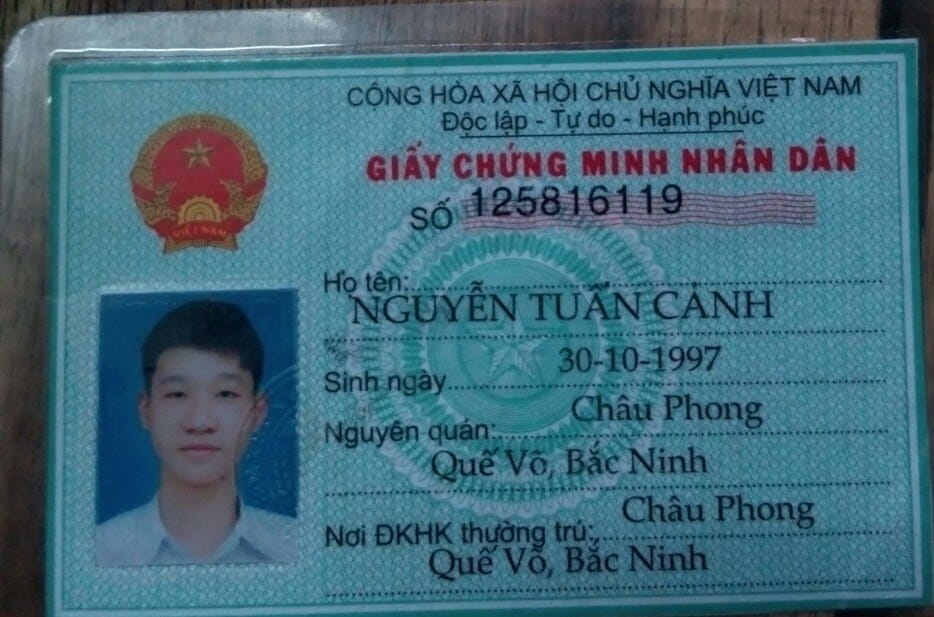 CỘNG HÒA XÃ HỘI CHỦ NGHĨA VIỆT NAM
Độc lập - Tự do - Hạnh phúc
GIẤY CHỨNG MINH NHÂN DÂN
SỐ 125816119
VIỆT NAM
Họ tên:
NGUYỄN TUẤN CẢNH
30-10-1997
Sinh ngày
Châu Phong
Nguyên quán:
Quế Võ, Bắc Ninh
Châu Phong
Nơi ĐKHK thường trú:
Quế Võ, Bắc Ninh